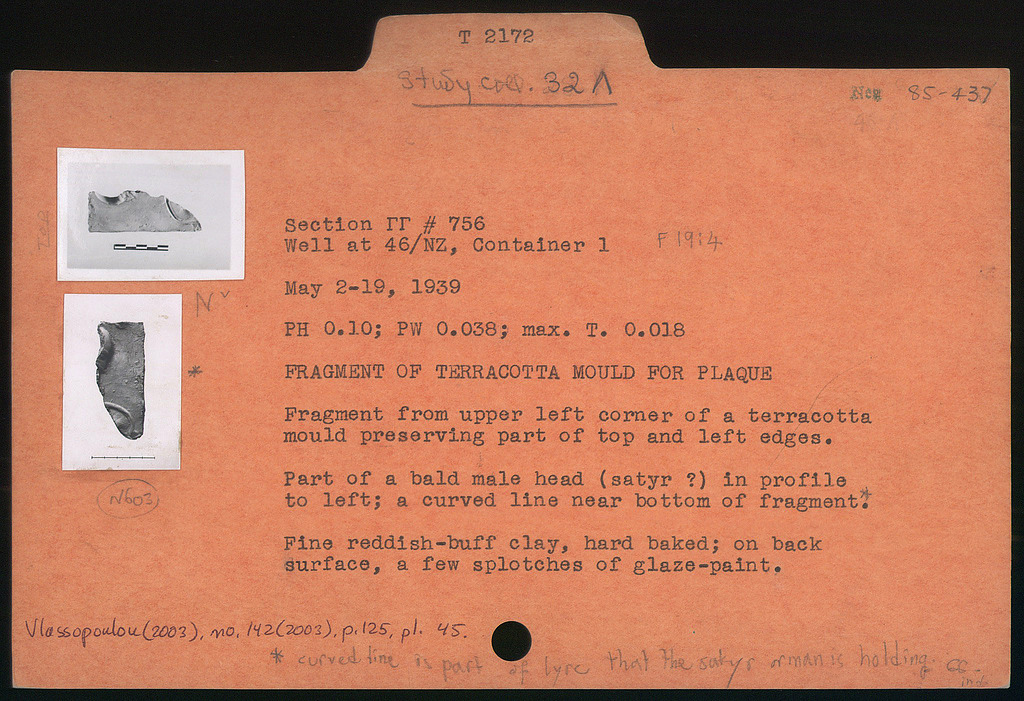 T 2172
Study coll. 32 Λ
Neg 85-437
Section ΓΓ # 756
Well at 46/ΝΖ, Container 1
F 19:4
May 2-19, 1939
N
PH 0.10; PW 0.038; max. T. 0.018
* FRAGMENT OF TERRACOTTA MOULD FOR PLAQUE
Fragment from upper left corner of a terracotta
mould preserving part of top and left edges.
Part of a bald male head (satyr ?) in profile
to left; a curved line near bottom of fragment.*
N603
Fine reddish-buff clay, hard baked; on back
surface, a few splotches of glaze-paint.
Vlassopoulou (2003), no. 142 (2003), p. 125, pl. 45.
* curved line is part of lyre that the satyr or man is holding.